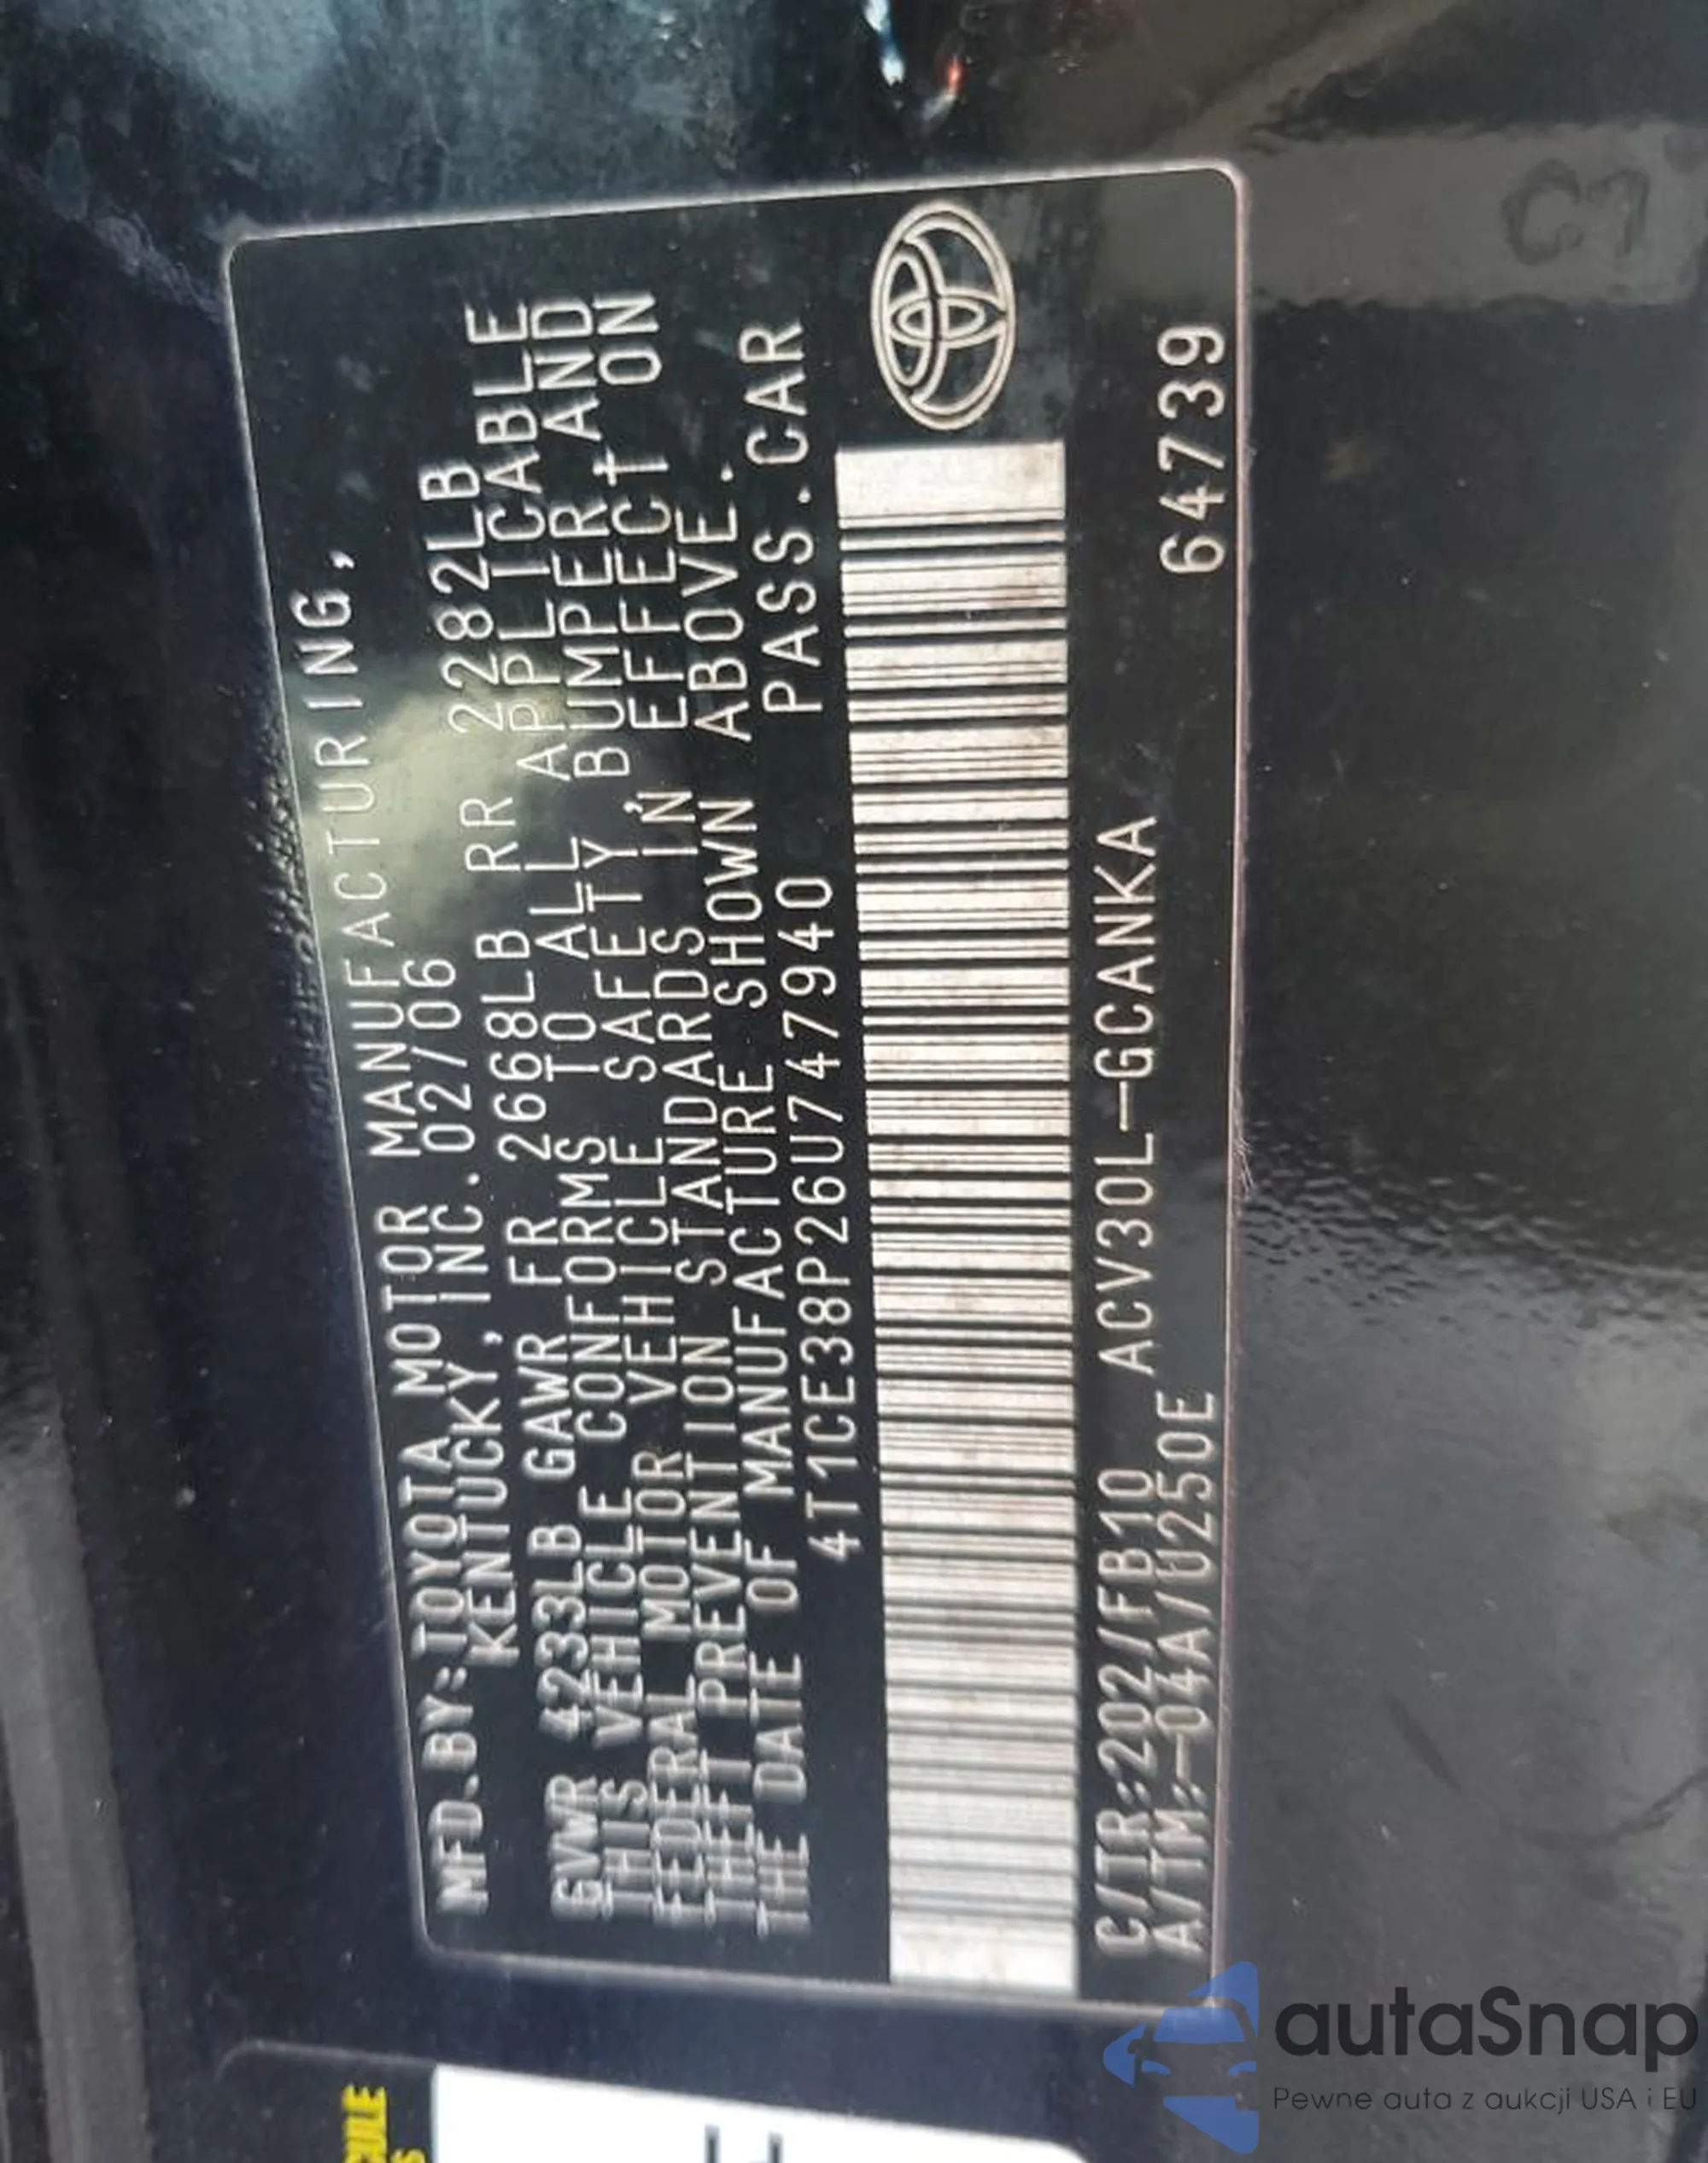 MFD.BY:TOYOTA MOTOR MANUFACTURING,
KENTUCKY, INC. 02/06
GVWR 4233LB GAWR FR 2668LB RR 2282LB
THIS VEHICLE CONFORMS TO ALL APPLICABLE
FEDERAL MOTOR VEHICLE SAFETY, BUMPER, AND
THEFT PREVENTION STANDARDS IN EFFECT ON
THE DATE OF MANUFACTURE SHOWN ABOVE.
4T1CE38P26U747940 PASS.CAR
C/TR:202/FB10 ACV30L-GCANKA
A/TM:-04A/U250E 64739
C7
autaSnap
Pewne auta z aukcji USA i EU